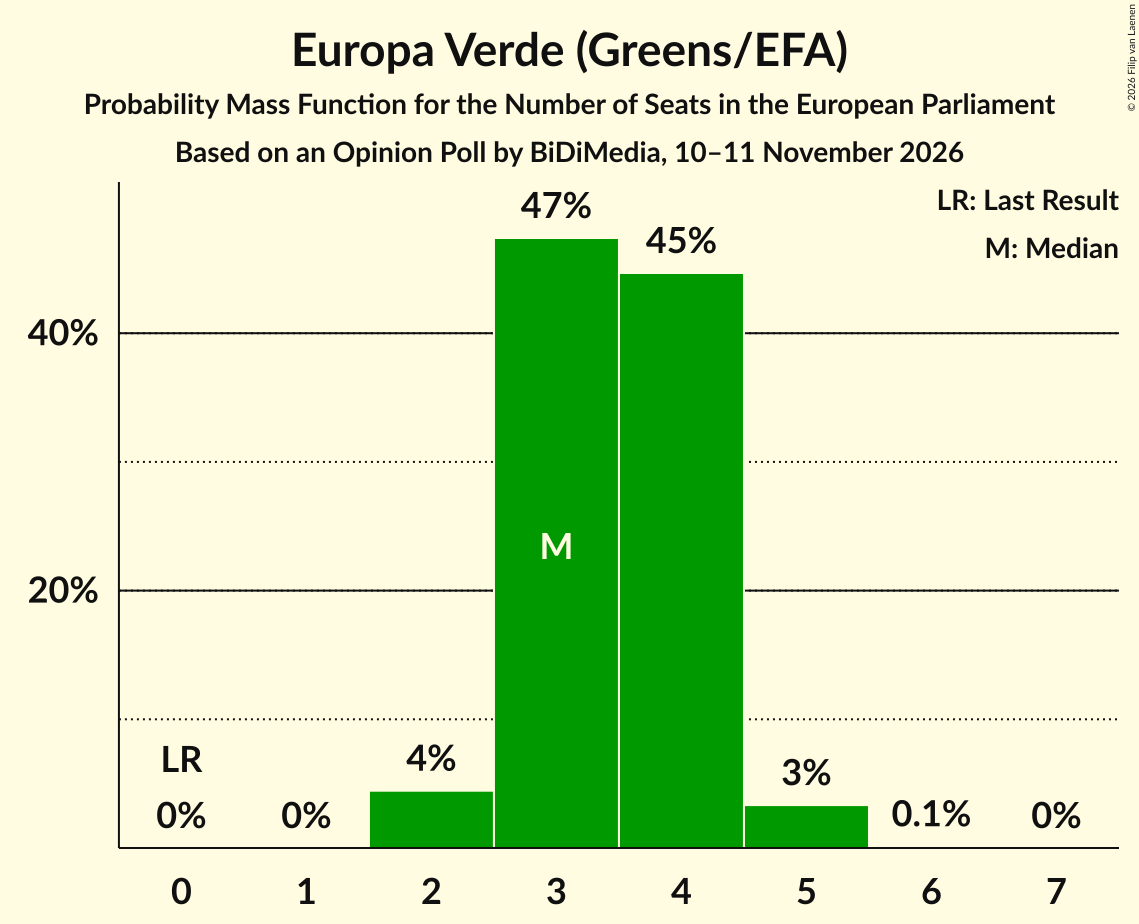 Europa Verde (Greens/EFA)
Probability Mass Function for the Number of Seats in the European Parliament
Based on an Opinion Poll by BiDiMedia, 10–11 November 2026
© 2026 Filip van Laenen
LR: Last Result
M: Median
47%
45%
40%
M
20%
LR
4%
3%
0%
0%
0.1%
0%
0 1 2 3 4 5 6 7